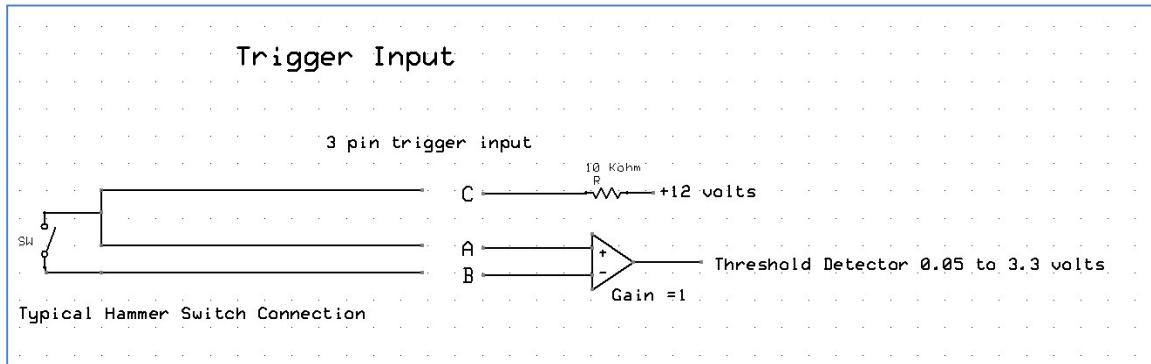 Trigger Input
3 pin trigger input
10 Kohm
R
C
+12 volts
SW
A
+
B
-
Threshold Detector 0.05 to 3.3 volts
Gain =1
Typical Hammer Switch Connection